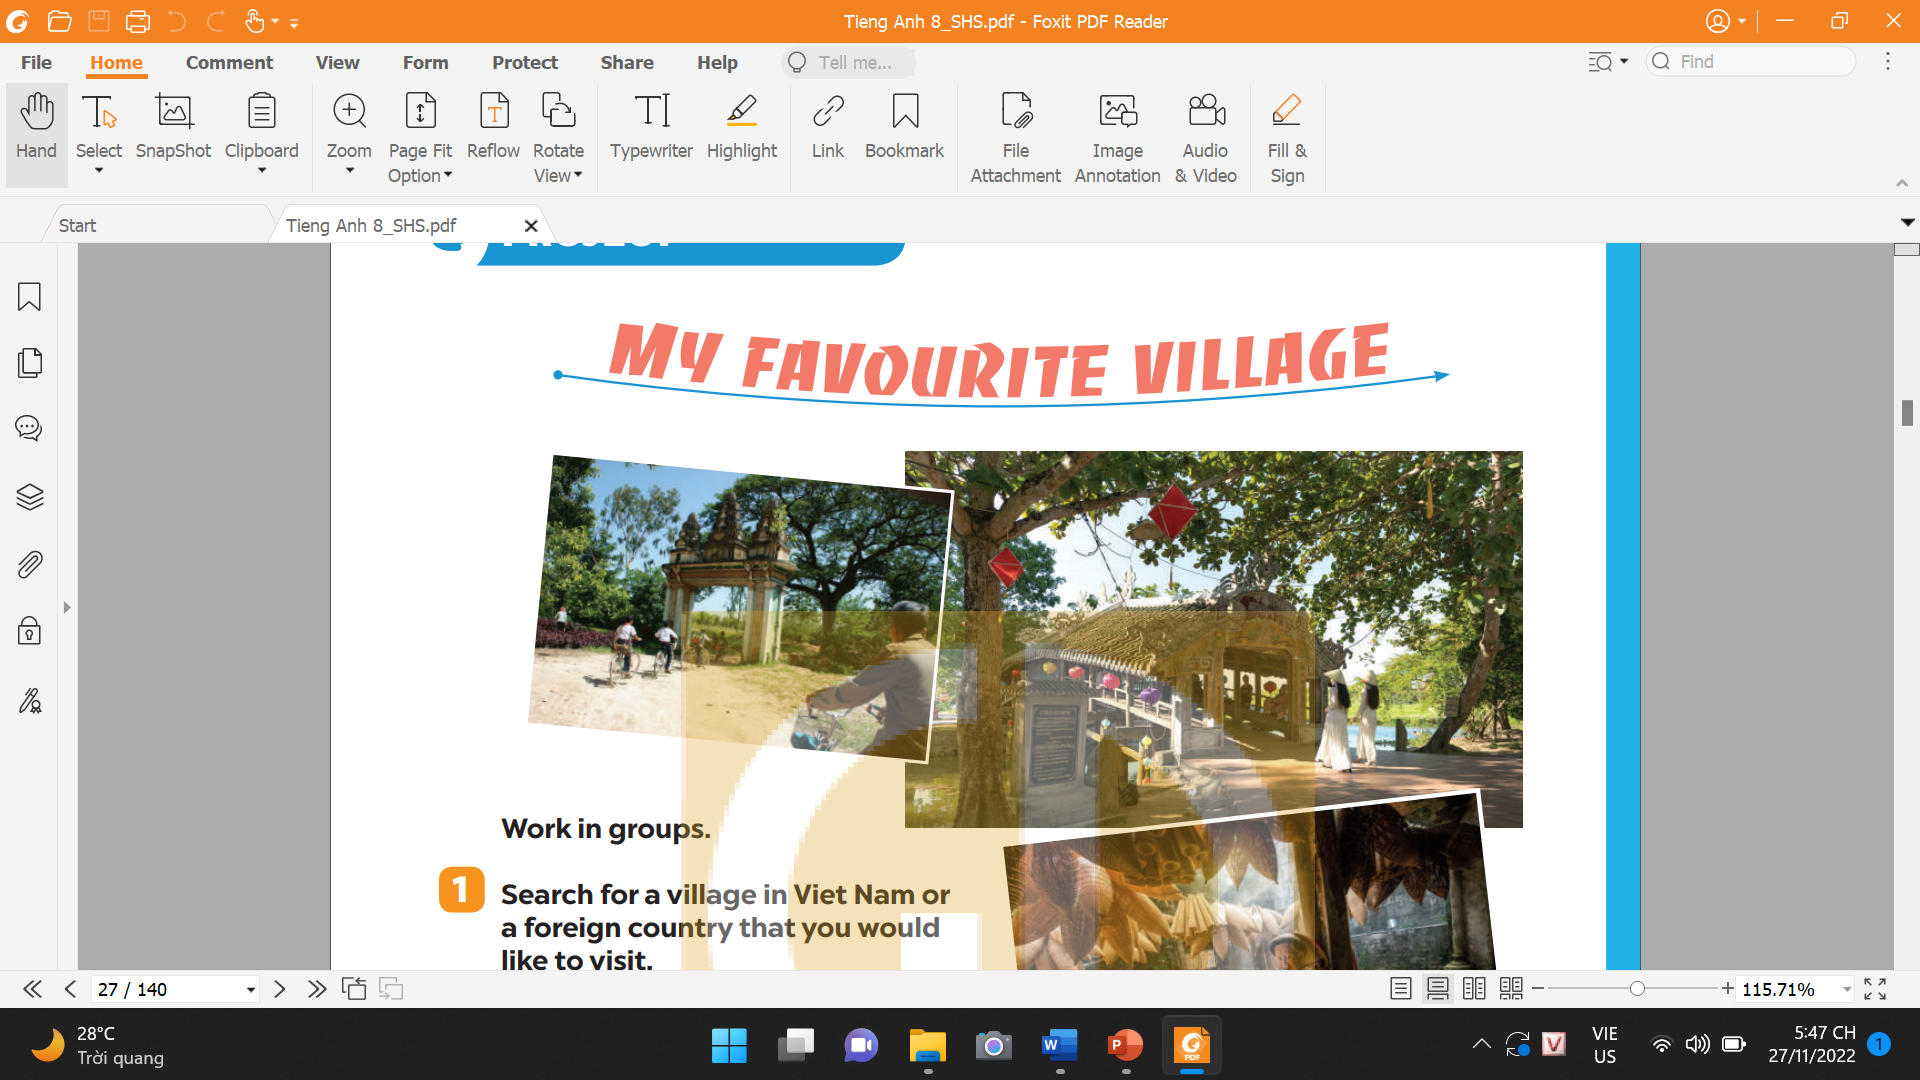 Tieng Anh 8_SHS.pdf - Foxit PDF Reader
File Home Comment View Form Protect Share Help Tell me... Find
Hand Select SnapShot Clipboard Zoom Page Fit Option Reflow Rotate View Typewriter Highlight Link Bookmark File Attachment Image Annotation Audio & Video Fill & Sign
Start Tieng Anh 8_SHS.pdf
PROJECT
MY FAVOURITE VILLAGE
Work in groups.
1 Search for a village in Viet Nam or
a foreign country that you would
like to visit.
27 / 140 115.71%
28°C
Trời quang
VIE
US
5:47 CH
27/11/2022
1